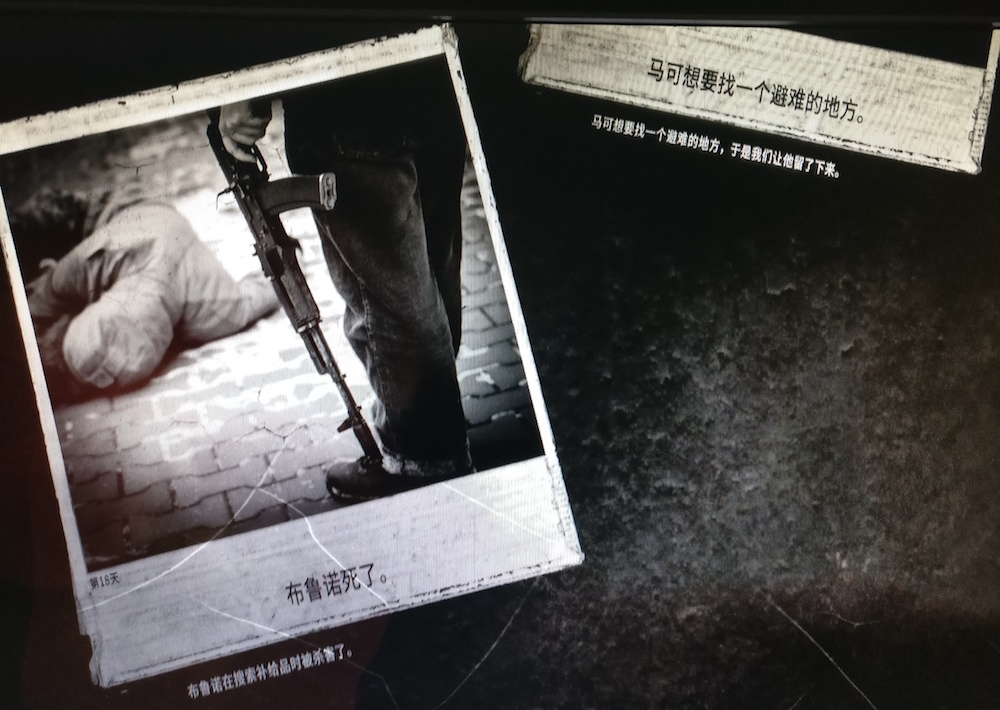 马可想要找一个避难的地方。
马可想要找一个避难的地方，于是我们让他留了下来。
第18天
布鲁诺死了。
布鲁诺在搜索补给品时被杀害了。